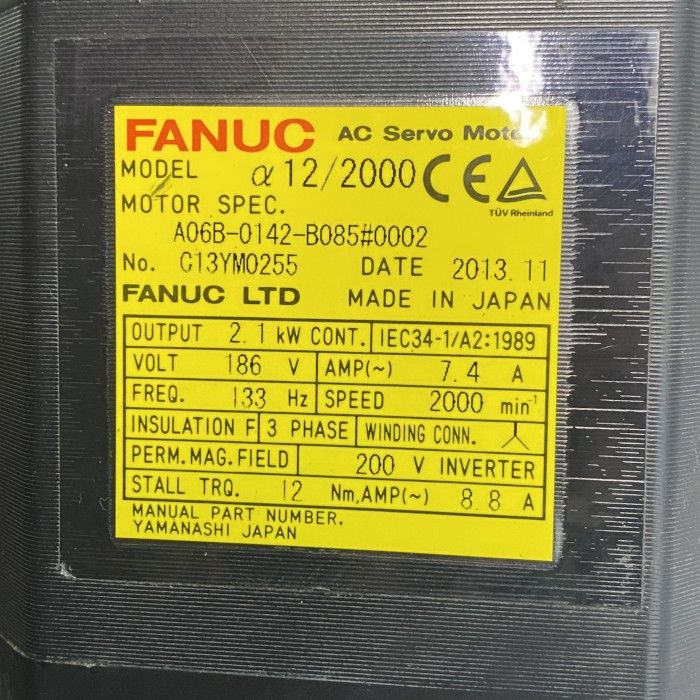 FANUC AC Servo Motor
MODEL α12/2000 CE
TÜV Rheinland
MOTOR SPEC.
A06B-0142-B085#0002
No. C13YM0255 DATE 2013.11
FANUC LTD MADE IN JAPAN
OUTPUT 2.1 kW CONT. IEC34-1/A2:1989
VOLT 186 V AMP(~) 7.4 A
FREQ. 133 Hz SPEED 2000 min⁻¹
INSULATION F 3 PHASE WINDING CONN.
PERM.MAG.FIELD 200 V INVERTER
STALL TRQ. 12 Nm,AMP(~) 8.8 A
MANUAL PART NUMBER.
YAMANASHI JAPAN